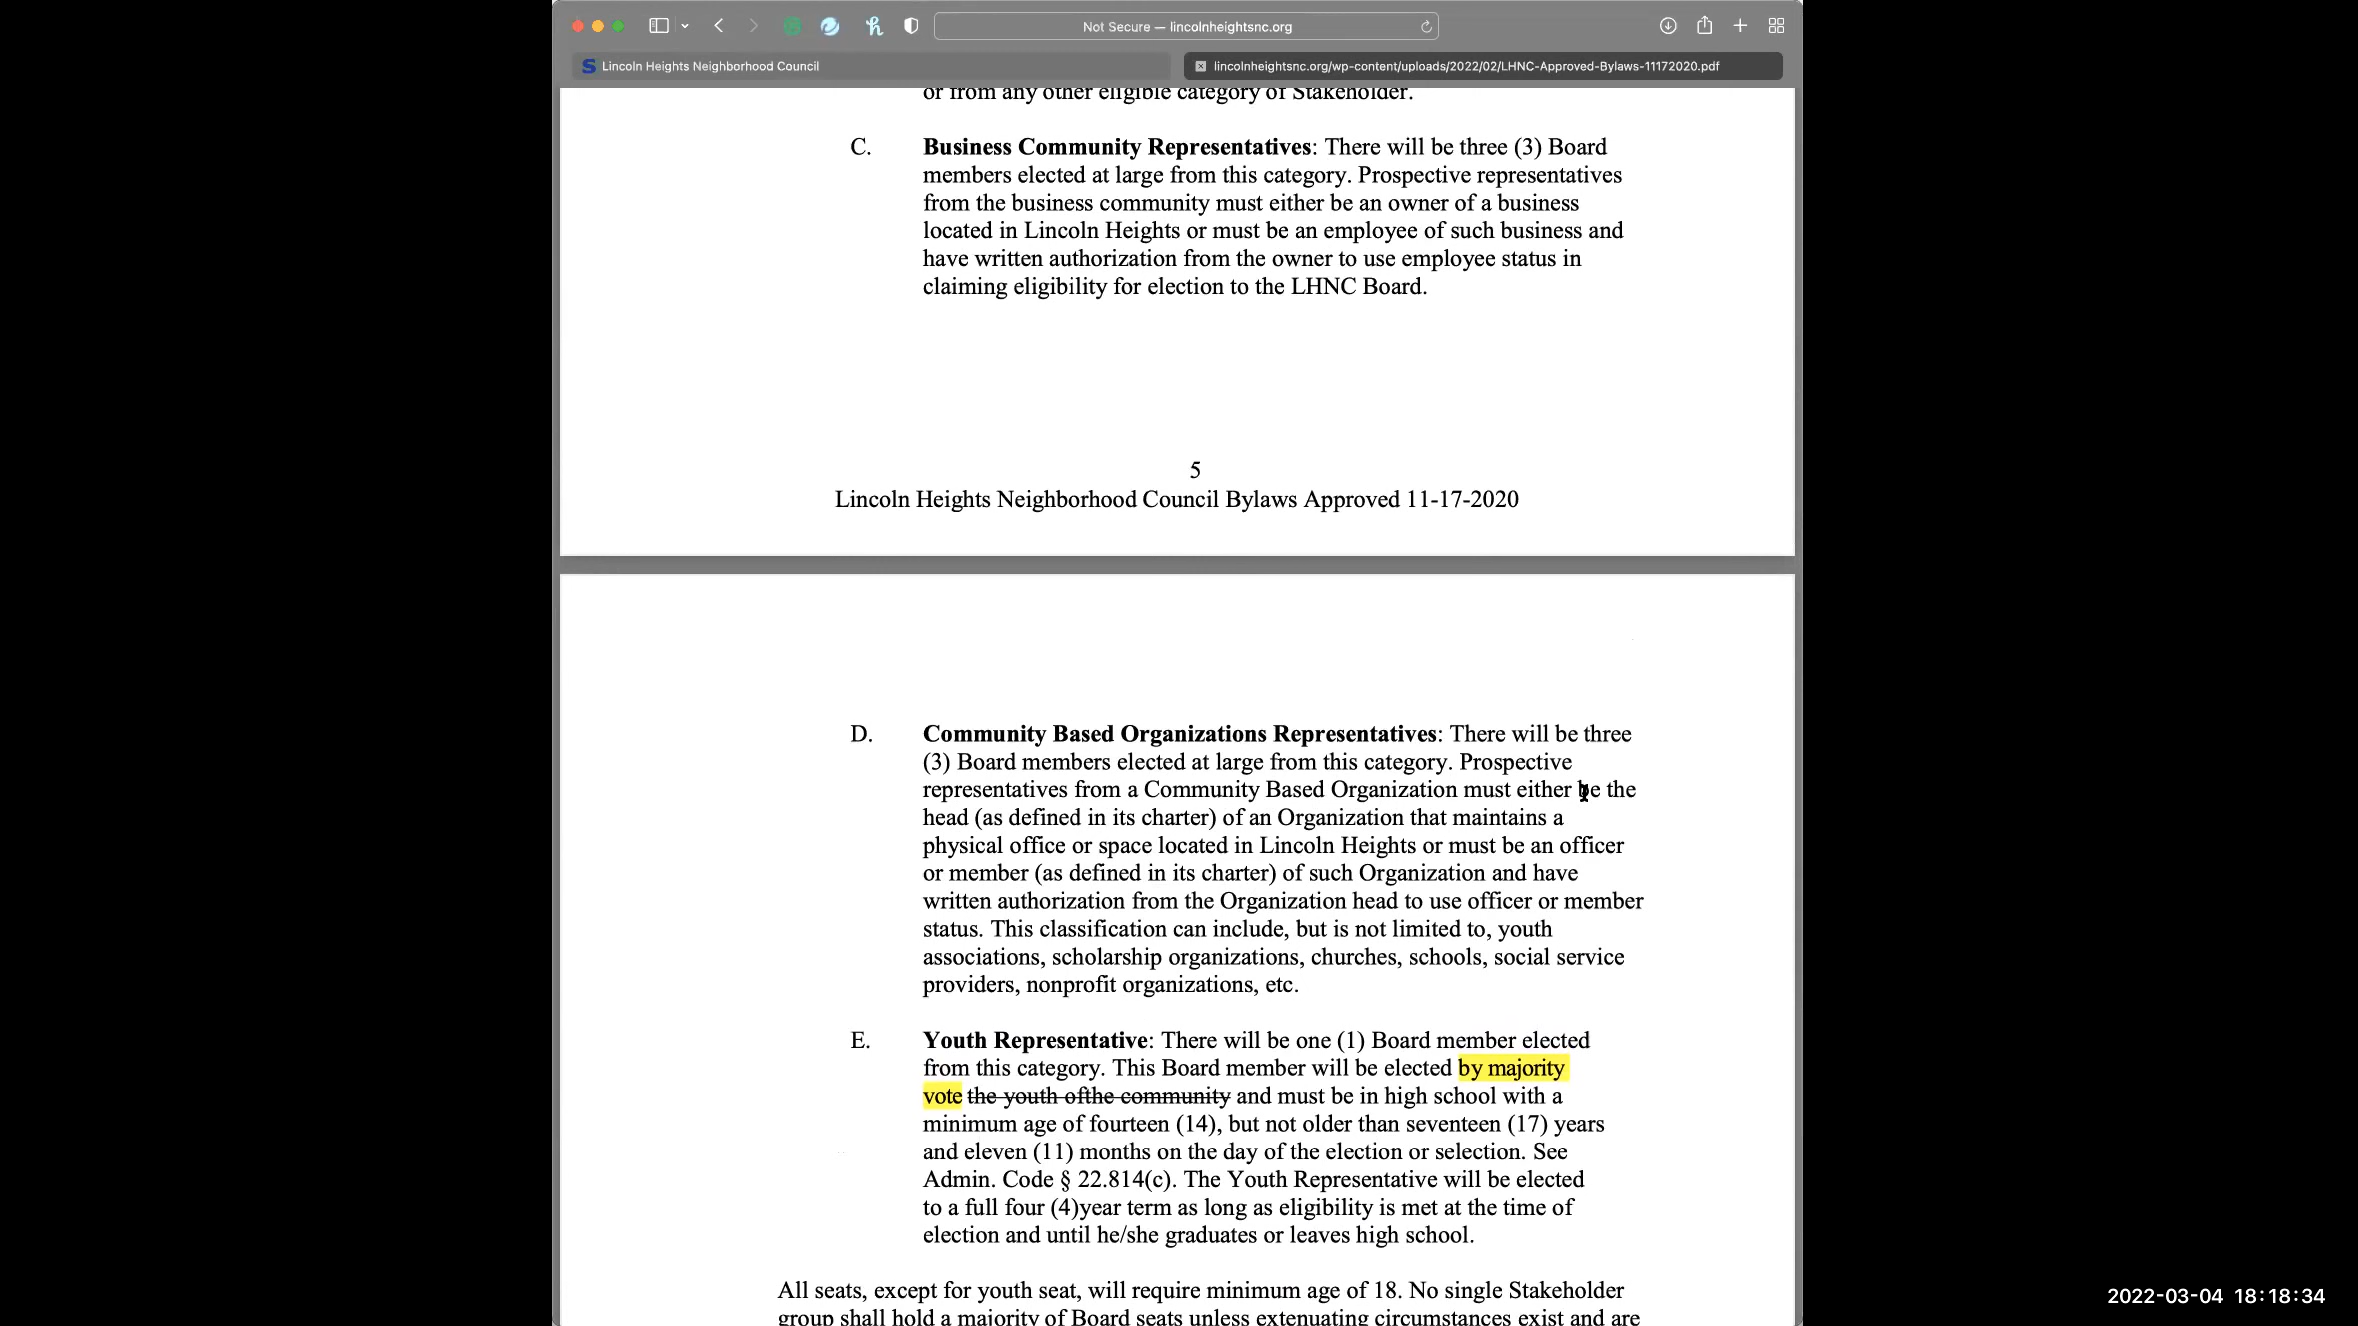 Not Secure — lincolnheightsnc.org
Lincoln Heights Neighborhood Council
lincolnheightsnc.org/wp-content/uploads/2022/02/LHNC-Approved-Bylaws-11172020.pdf
or from any other eligible category of Stakeholder.
C. Business Community Representatives: There will be three (3) Board
members elected at large from this category. Prospective representatives
from the business community must either be an owner of a business
located in Lincoln Heights or must be an employee of such business and
have written authorization from the owner to use employee status in
claiming eligibility for election to the LHNC Board.
5
Lincoln Heights Neighborhood Council Bylaws Approved 11-17-2020
D. Community Based Organizations Representatives: There will be three
(3) Board members elected at large from this category. Prospective
representatives from a Community Based Organization must either be the
head (as defined in its charter) of an Organization that maintains a
physical office or space located in Lincoln Heights or must be an officer
or member (as defined in its charter) of such Organization and have
written authorization from the Organization head to use officer or member
status. This classification can include, but is not limited to, youth
associations, scholarship organizations, churches, schools, social service
providers, nonprofit organizations, etc.
E. Youth Representative: There will be one (1) Board member elected
from this category. This Board member will be elected by majority
vote the youth ofthe community and must be in high school with a
minimum age of fourteen (14), but not older than seventeen (17) years
and eleven (11) months on the day of the election or selection. See
Admin. Code § 22.814(c). The Youth Representative will be elected
to a full four (4)year term as long as eligibility is met at the time of
election and until he/she graduates or leaves high school.
All seats, except for youth seat, will require minimum age of 18. No single Stakeholder
group shall hold a majority of Board seats unless extenuating circumstances exist and are
2022-03-04 18:18:34